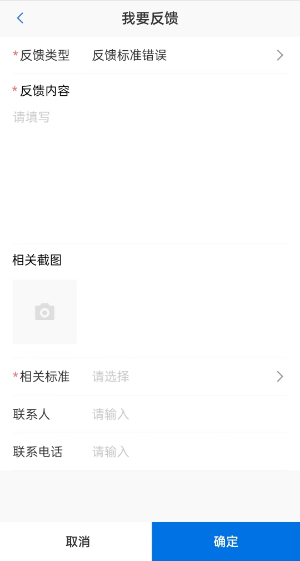 我要反馈
*反馈类型 反馈标准错误
*反馈内容
请填写
相关截图
*相关标准 请选择
联系人 请输入
联系电话 请输入
取消 确定